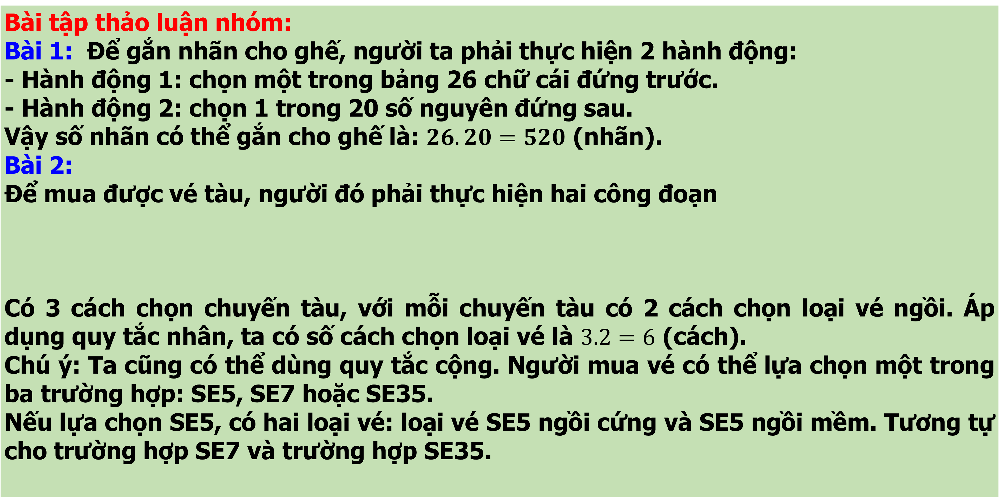 Bài tập thảo luận nhóm:
Bài 1: Để gắn nhãn cho ghế, người ta phải thực hiện 2 hành động:
- Hành động 1: chọn một trong bảng 26 chữ cái đứng trước.
- Hành động 2: chọn 1 trong 20 số nguyên đứng sau.
Vậy số nhãn có thể gắn cho ghế là: 26. 20 = 520 (nhãn).
Bài 2:
Để mua được vé tàu, người đó phải thực hiện hai công đoạn
Có 3 cách chọn chuyến tàu, với mỗi chuyến tàu có 2 cách chọn loại vé ngồi. Áp
dụng quy tắc nhân, ta có số cách chọn loại vé là 3.2 = 6 (cách).
Chú ý: Ta cũng có thể dùng quy tắc cộng. Người mua vé có thể lựa chọn một trong
ba trường hợp: SE5, SE7 hoặc SE35.
Nếu lựa chọn SE5, có hai loại vé: loại vé SE5 ngồi cứng và SE5 ngồi mềm. Tương tự
cho trường hợp SE7 và trường hợp SE35.